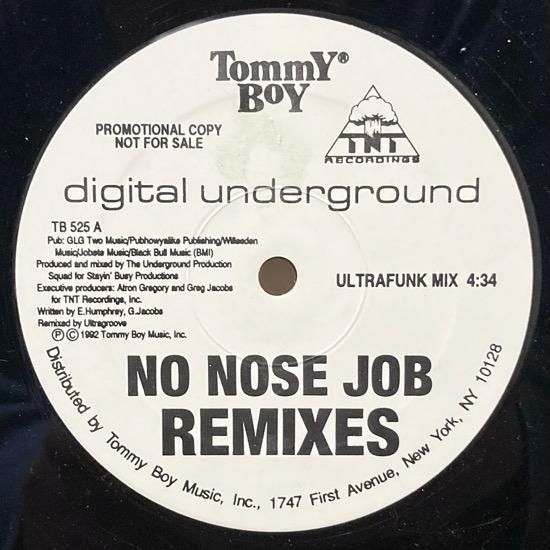 Tommy®
Boy
PROMOTIONAL COPY
NOT FOR SALE
TNT
RECORDINGS
digital underground
TB 525 A
Pub: GLG Two Music/Pubhowyalike Publishing/Willesden
Music/Jobete Music/Black Bull Music (BMI)
Produced and mixed by The Underground Production
Squad for Stayin' Busy Productions
Executive producers: Atron Gregory and Greg Jacobs
for TNT Recordings, Inc.
Written by E.Humphrey, G.Jacobs
Remixed by Ultragroove
Ⓟ © 1992 Tommy Boy Music, Inc.
ULTRAFUNK MIX 4:34
NO NOSE JOB
REMIXES
Distributed by Tommy Boy Music, Inc., 1747 First Avenue, New York, NY 10128